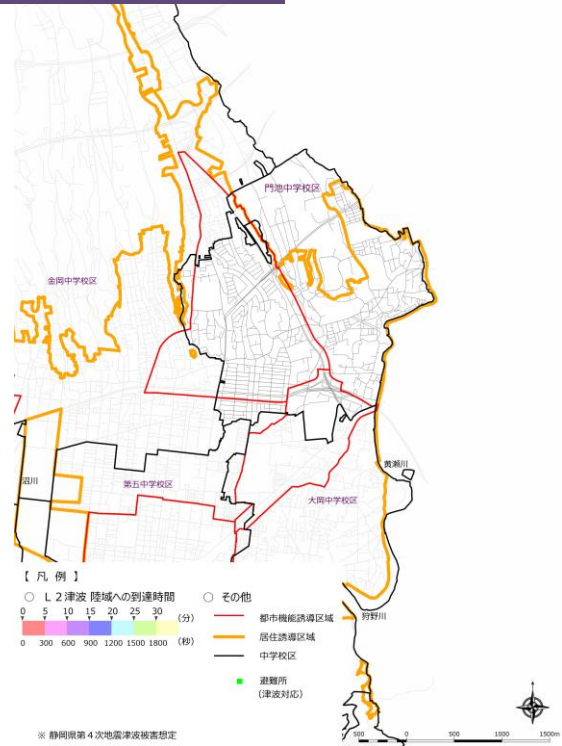 門池中学校区
金岡中学校区
黄瀬川
沼川
第五中学校区
大岡中学校区
狩野川
【 凡 例 】
○ L2津波 陸域への到達時間
0 5 10 15 20 25 30 (分)
0 300 600 900 1200 1500 1800 (秒)
○ その他
都市機能誘導区域
居住誘導区域
中学校区
避難所
(津波対応)
※ 静岡県第4次地震津波被害想定
500 0 500 1000 1500m